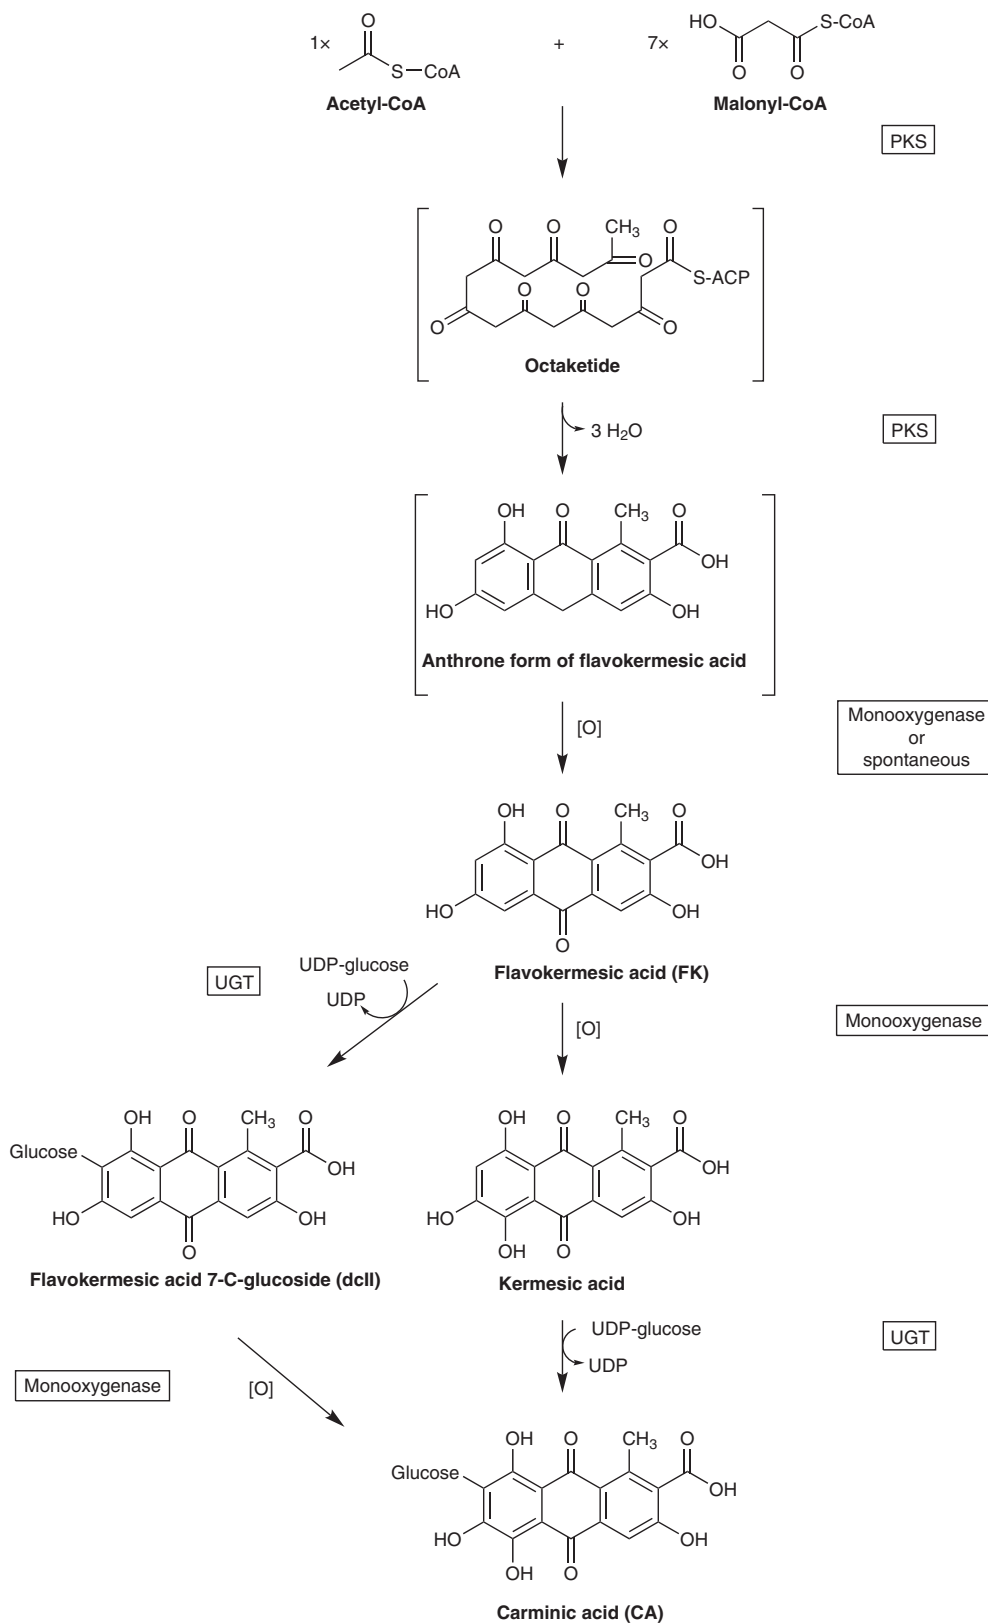 1×
O
S
CoA
Acetyl-CoA
+
7×
HO
S-CoA
O
O
Malonyl-CoA
PKS
O
O
CH3
O
O
S-ACP
O
O
O
O
Octaketide
3 H2O
PKS
OH
O
CH3
O
OH
HO
OH
Anthrone form of flavokermesic acid
[O]
Monooxygenase
or
spontaneous
OH
O
CH3
O
OH
HO
OH
O
Flavokermesic acid (FK)
UGT
UDP-glucose
UDP
[O]
Monooxygenase
OH
O
CH3
O
Glucose
OH
HO
OH
O
Flavokermesic acid 7-C-glucoside (dcII)
OH
O
CH3
O
OH
HO
OH
OH
O
Kermesic acid
UDP-glucose
UDP
UGT
Monooxygenase
[O]
OH
O
CH3
O
Glucose
OH
HO
OH
OH
O
Carminic acid (CA)